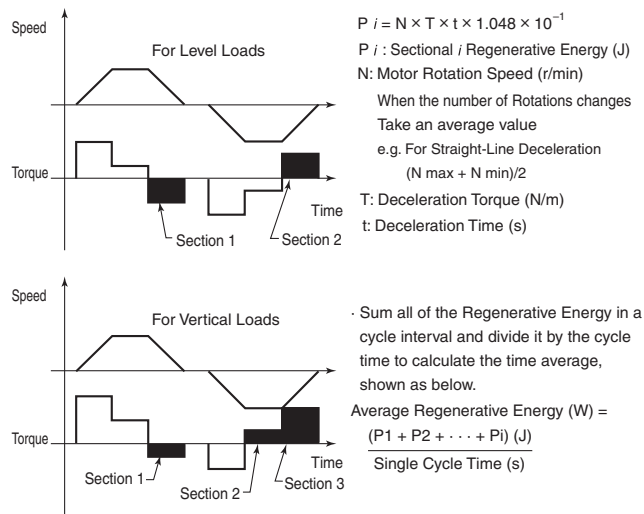 Speed
For Level Loads
Torque
Time
Section 1
Section 2
P i = N × T × t × 1.048 × 10⁻¹
P i : Sectional i Regenerative Energy (J)
N: Motor Rotation Speed (r/min)
When the number of Rotations changes
Take an average value
e.g. For Straight-Line Deceleration
(N max + N min)/2
T: Deceleration Torque (N/m)
t: Deceleration Time (s)
Speed
For Vertical Loads
Torque
Time
Section 1
Section 2
Section 3
· Sum all of the Regenerative Energy in a
cycle interval and divide it by the cycle
time to calculate the time average,
shown as below.
Average Regenerative Energy (W) =
(P1 + P2 + · · · + Pi) (J)
Single Cycle Time (s)